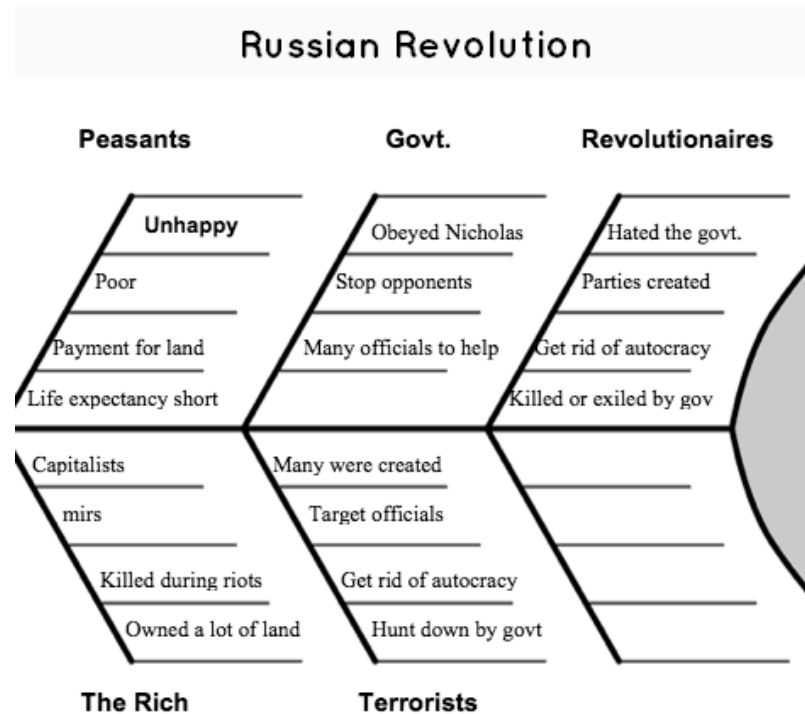 Russian Revolution
Peasants
Govt.
Revolutionaires
Unhappy
Poor
Payment for land
Life expectancy short
Obeyed Nicholas
Stop opponents
Many officials to help
Hated the govt.
Parties created
Get rid of autocracy
Killed or exiled by gov
Capitalists
mirs
Killed during riots
Owned a lot of land
Many were created
Target officials
Get rid of autocracy
Hunt down by govt
The Rich
Terrorists